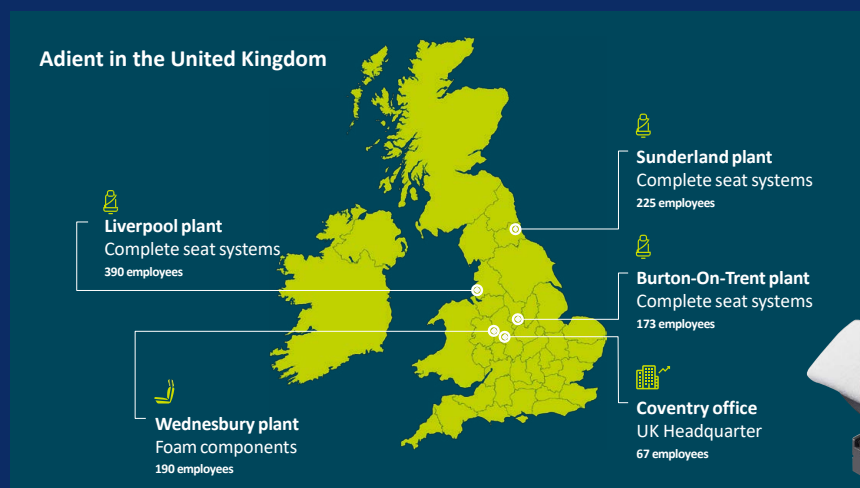 Adient in the United Kingdom
Sunderland plant
Complete seat systems
225 employees
Liverpool plant
Complete seat systems
390 employees
Burton-On-Trent plant
Complete seat systems
173 employees
Wednesbury plant
Foam components
190 employees
Coventry office
UK Headquarter
67 employees